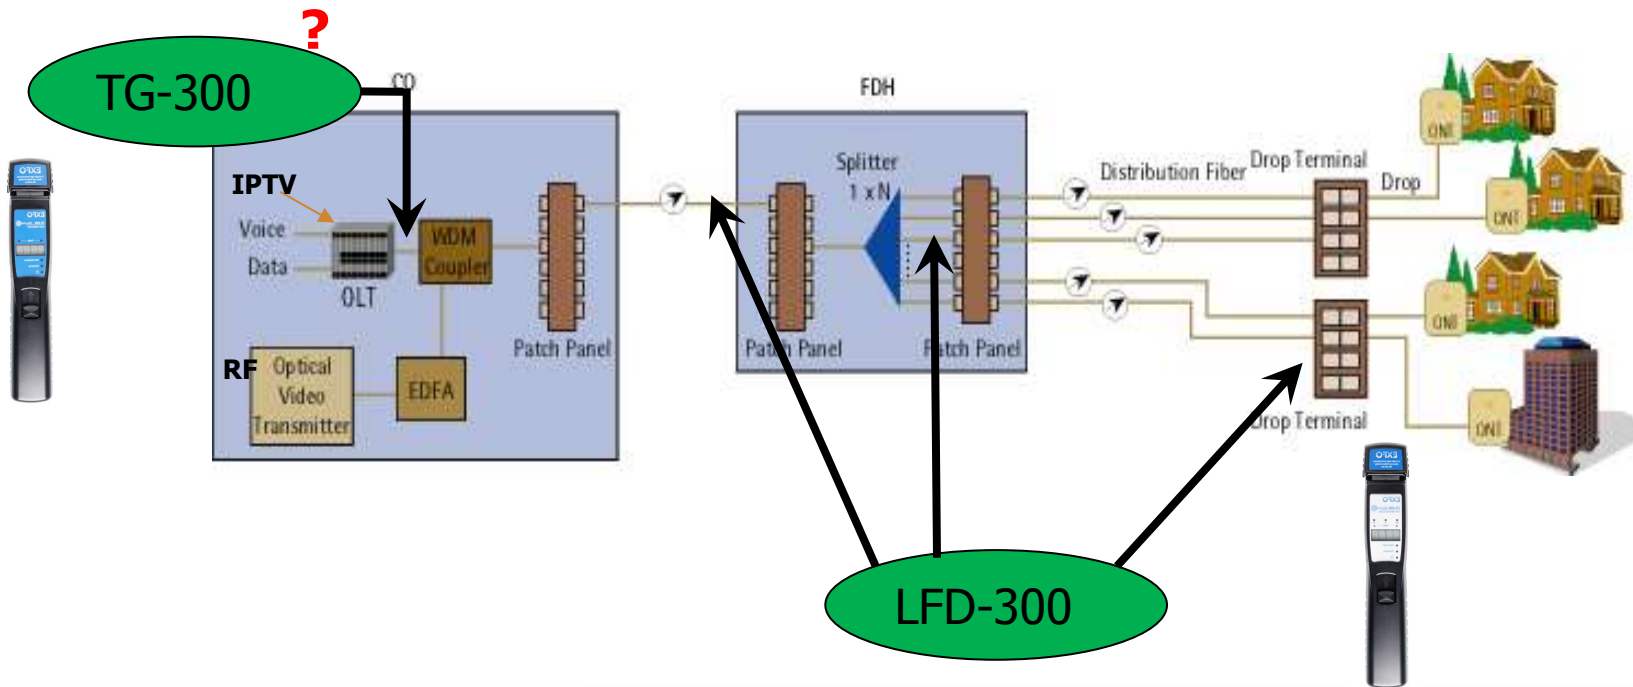 ?
TG-300
CO
FDH
IPTV
Voice
Data
OLT
WDM
Coupler
Patch Panel
RF
Optical
Video
Transmitter
EDFA
Splitter
1 x N
Patch Panel
Patch Panel
Distribution Fiber
Drop Terminal
Drop
ONT
ONT
ONT
ONT
Drop Terminal
LFD-300
EXFO
EXFO
EXFO
EXFO